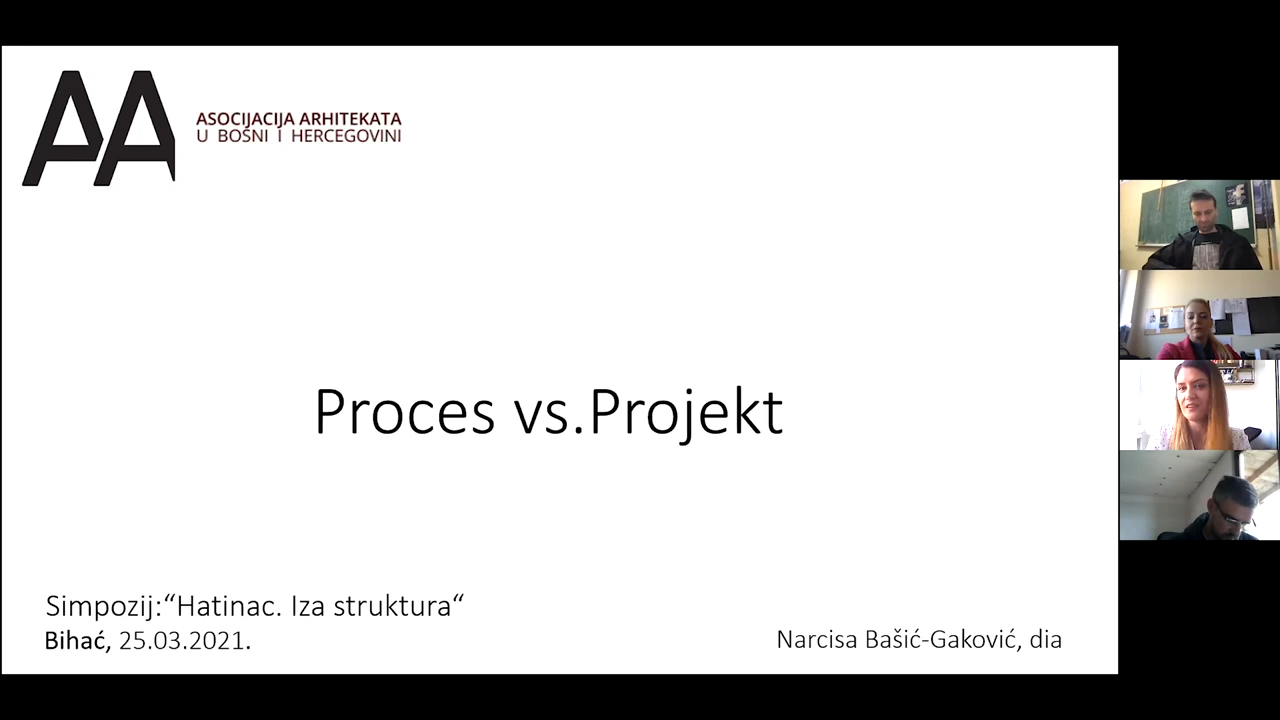 AA
ASOCIJACIJA ARHITEKATA
U BOSNI I HERCEGOVINI
Proces vs.Projekt
Simpozij:“Hatinac. Iza struktura“
Bihać, 25.03.2021.
Narcisa Bašić-Gaković, dia